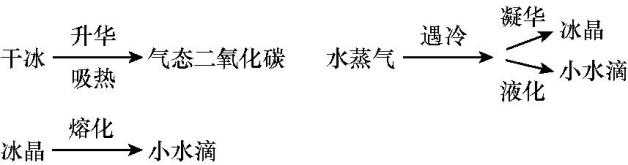 升华
干冰 气态二氧化碳
吸热
遇冷
水蒸气
凝华
冰晶
小水滴
液化
熔化
冰晶 小水滴